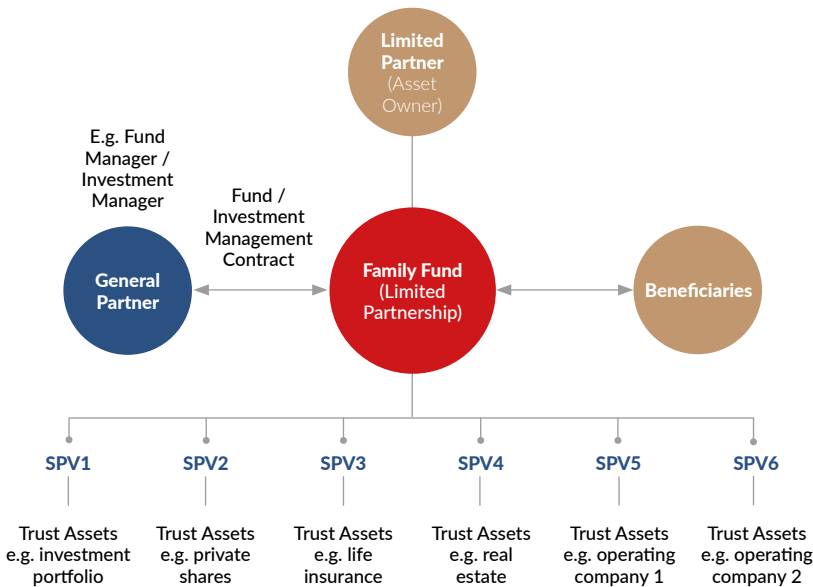 Limited
Partner
(Asset
Owner)
E.g. Fund
Manager /
Investment
Manager
Fund /
Investment
Management
Contract
General
Partner
Family Fund
(Limited
Partnership)
Beneficiaries
SPV1
SPV2
SPV3
SPV4
SPV5
SPV6
Trust Assets
e.g. investment
portfolio
Trust Assets
e.g. private
shares
Trust Assets
e.g. life
insurance
Trust Assets
e.g. real
estate
Trust Assets
e.g. operating
company 1
Trust Assets
e.g. operating
company 2